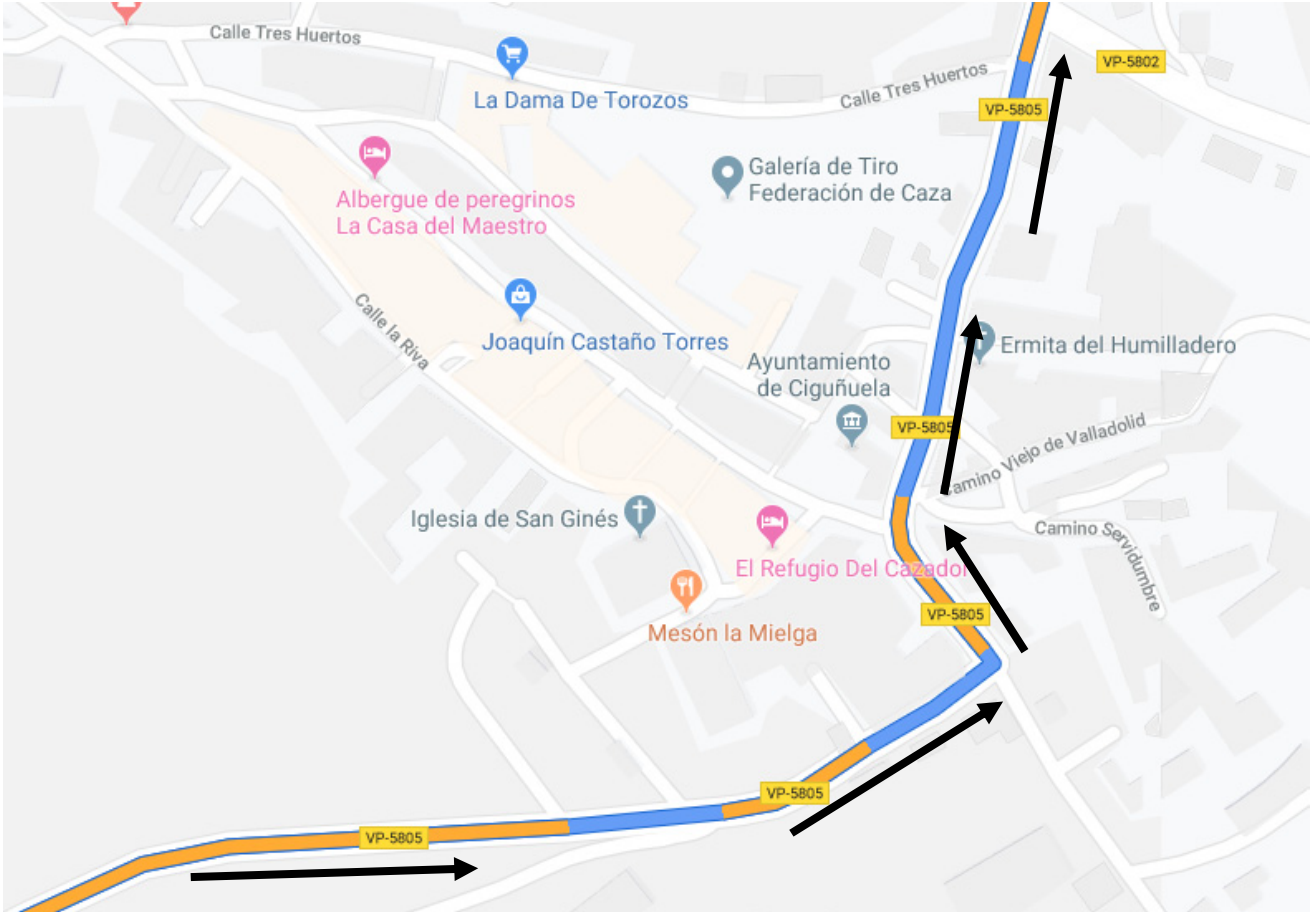 Calle Tres Huertos
VP-5802
La Dama De Torozos
Calle Tres Huertos
VP-5805
Galería de Tiro
Federación de Caza
Albergue de peregrinos
La Casa del Maestro
Calle la Riva
Joaquín Castaño Torres
Ermita del Humilladero
Ayuntamiento
de Ciguñuela
VP-5805
Camino Viejo de Valladolid
Iglesia de San Ginés
Camino Servidumbre
El Refugio Del Cazador
VP-5805
Mesón la Mielga
VP-5805
VP-5805